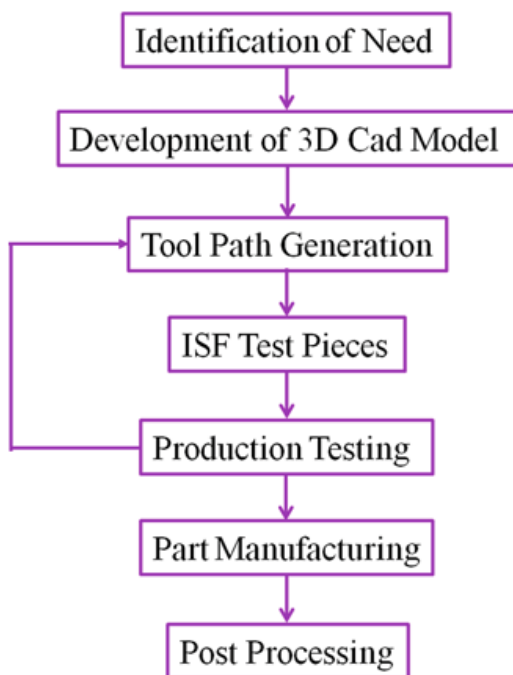 Identification of Need
Development of 3D Cad Model
Tool Path Generation
ISF Test Pieces
Production Testing
Part Manufacturing
Post Processing